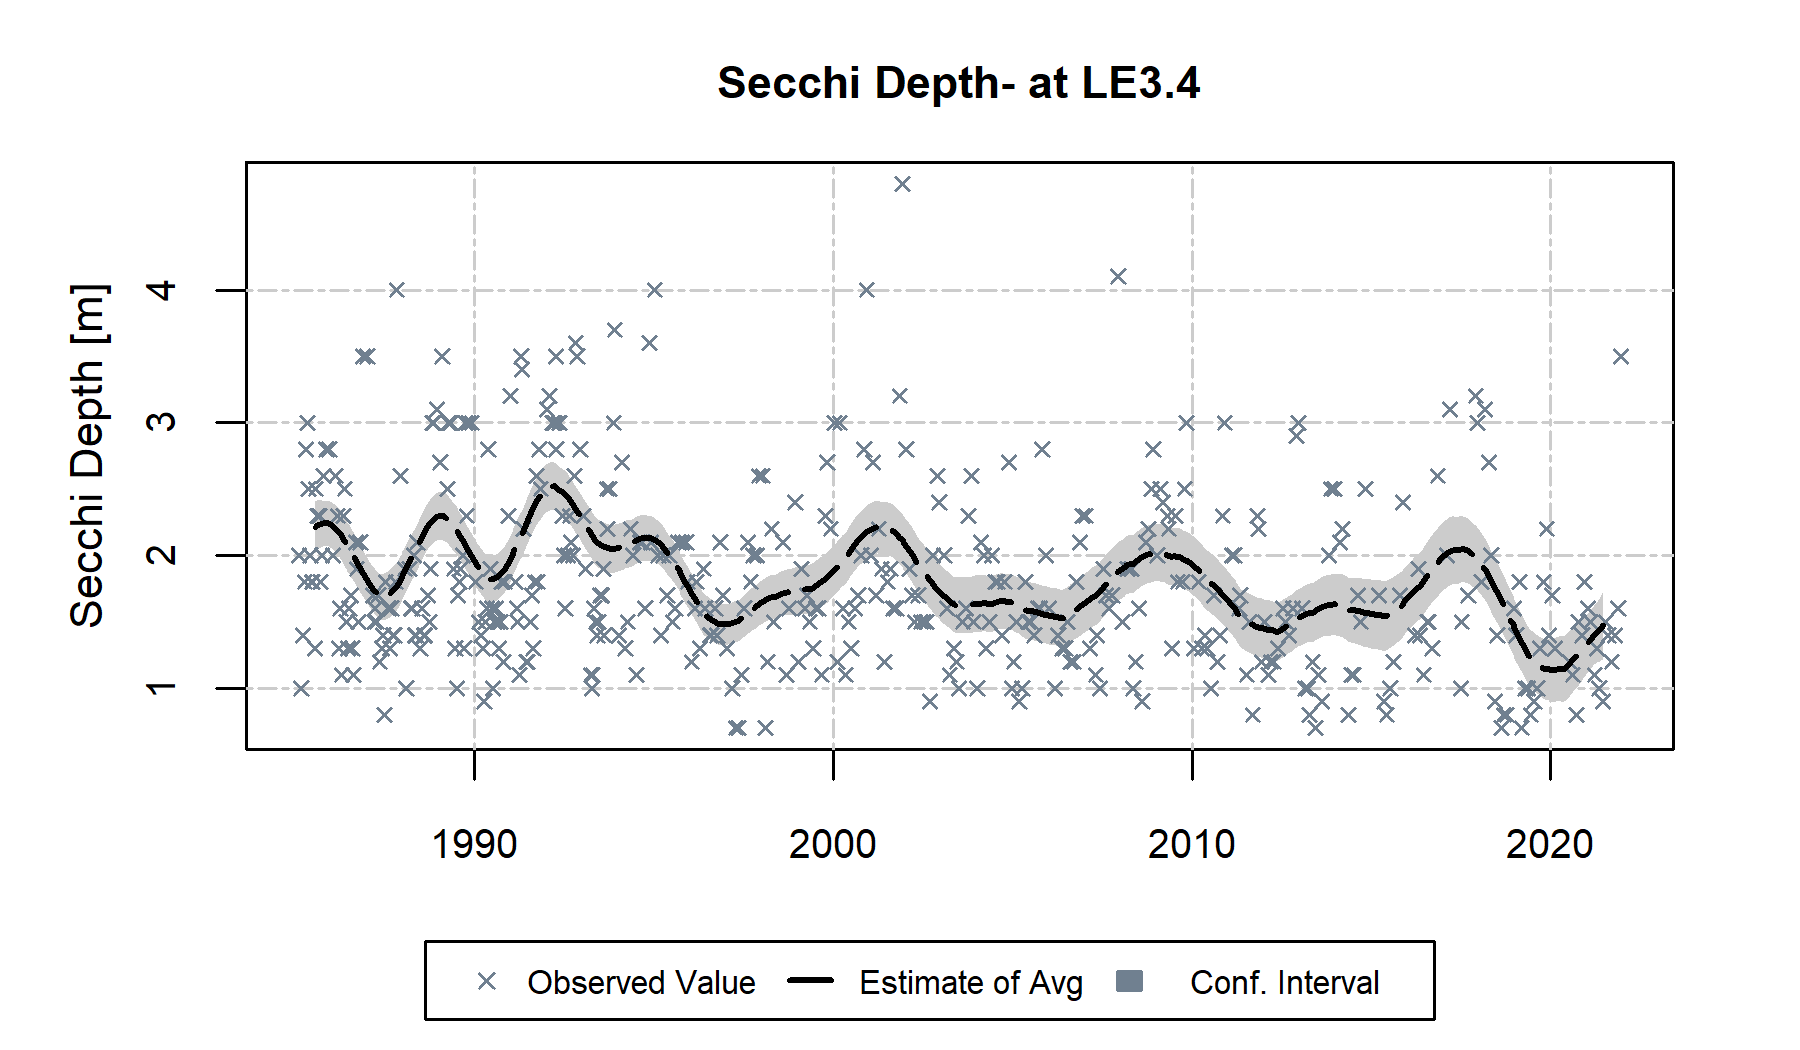 Secchi Depth- at LE3.4
Secchi Depth [m]
4
3
2
1
1990 2000 2010 2020
Observed Value Estimate of Avg Conf. Interval